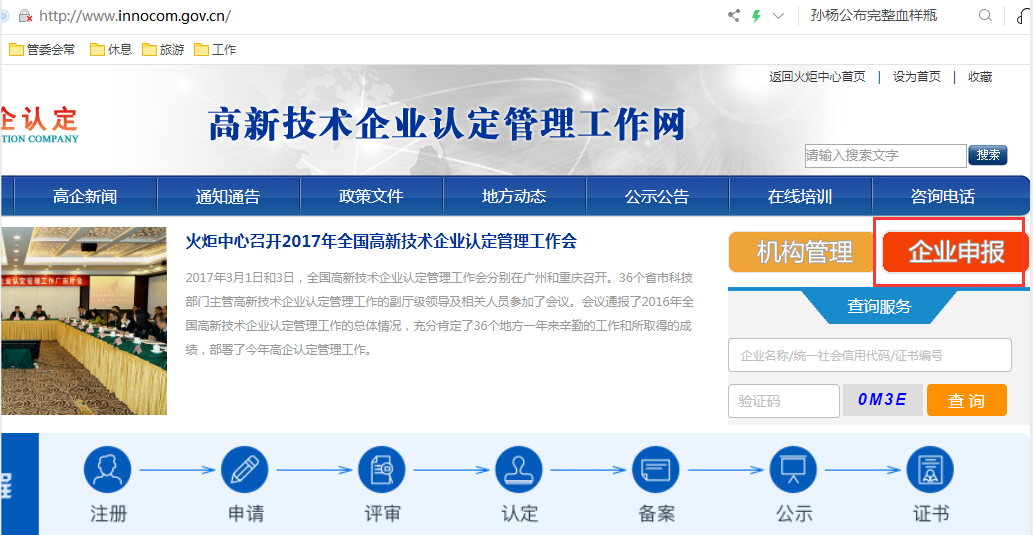 http://www.innocom.gov.cn/
孙杨公布完整血样瓶
管委会常 休息 旅游 工作
返回火炬中心首页 | 设为首页 | 收藏
企认定
TION COMPANY
高新技术企业认定管理工作网
请输入搜索文字 搜索
高企新闻 通知通告 政策文件 地方动态 公示公告 在线培训 咨询电话
火炬中心召开2017年全国高新技术企业认定管理工作会
2017年3月1日和3日，全国高新技术企业认定管理工作会分别在广州和重庆召开。36个省市科技
部门主管高新技术企业认定管理工作的副厅级领导及相关人员参加了会议。会议通报了2016年全
国高新技术企业认定管理工作的总体情况，充分肯定了36个地方一年来辛勤的工作和所取得的成
绩，部署了今年高企认定管理工作。
机构管理 企业申报
查询服务
企业名称/统一社会信用代码/证书编号
验证码 0M3E 查 询
程
注册 申请 评审 认定 备案 公示 证书